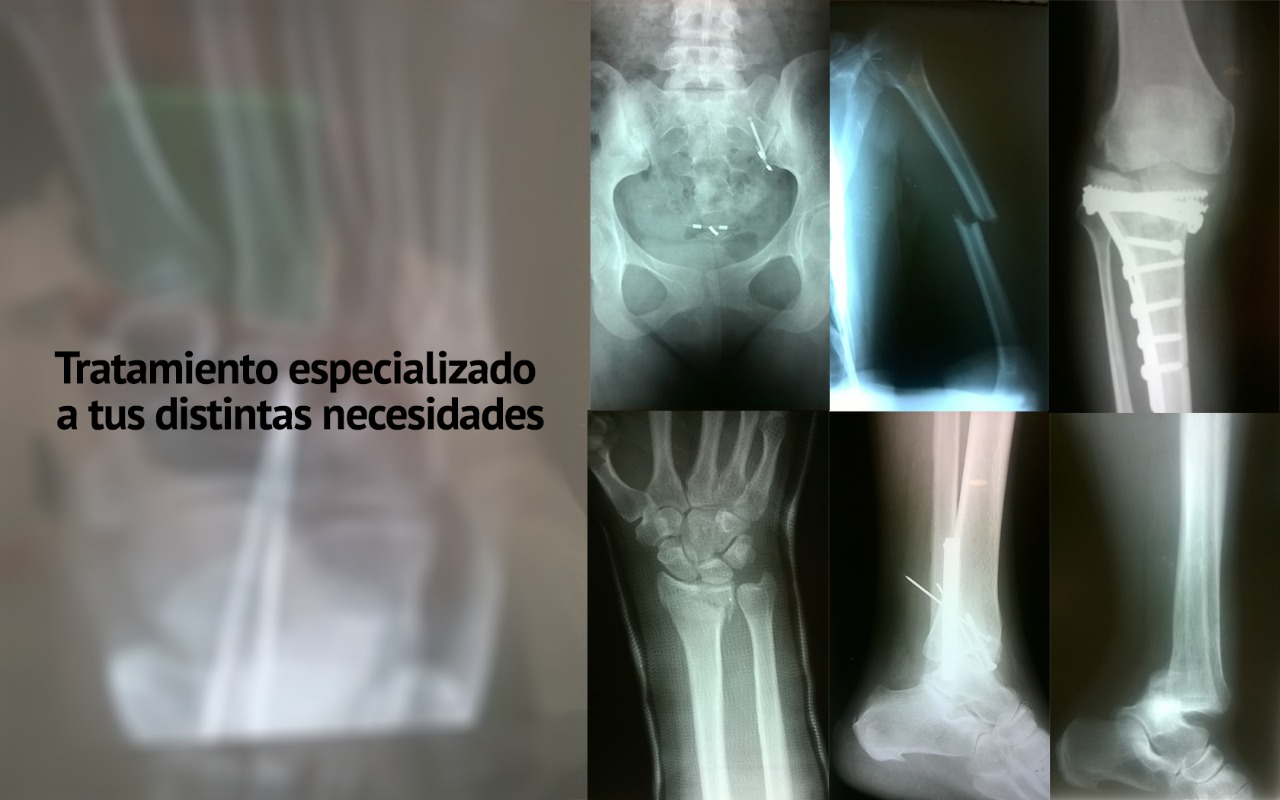 Tratamiento especializado
a tus distintas necesidades